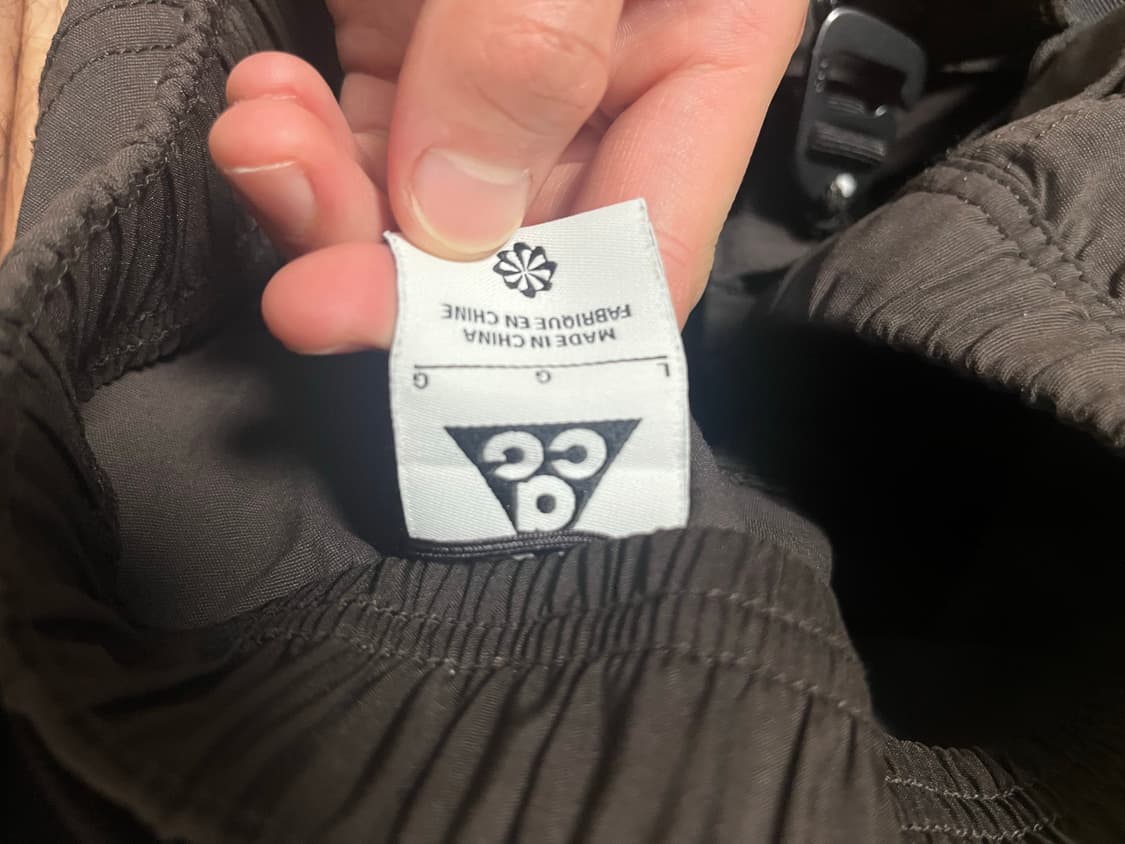 acg
L G G
MADE IN CHINA
FABRIQUE EN CHINE